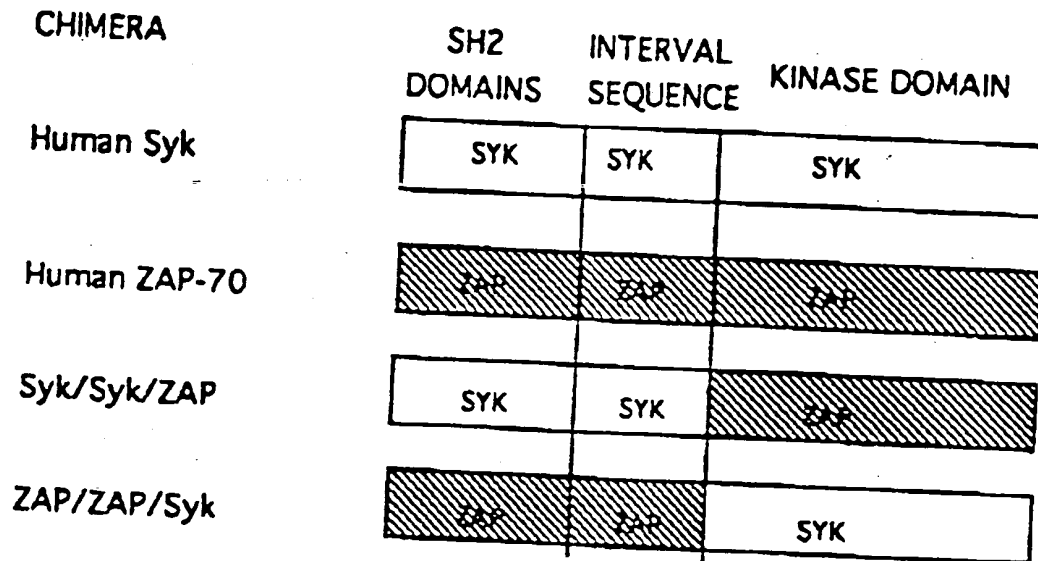 CHIMERA
SH2 DOMAINS
INTERVAL SEQUENCE
KINASE DOMAIN
Human Syk
SYK SYK SYK
Human ZAP-70
ZAP ZAP ZAP
Syk/Syk/ZAP
SYK SYK ZAP
ZAP/ZAP/Syk
ZAP ZAP SYK